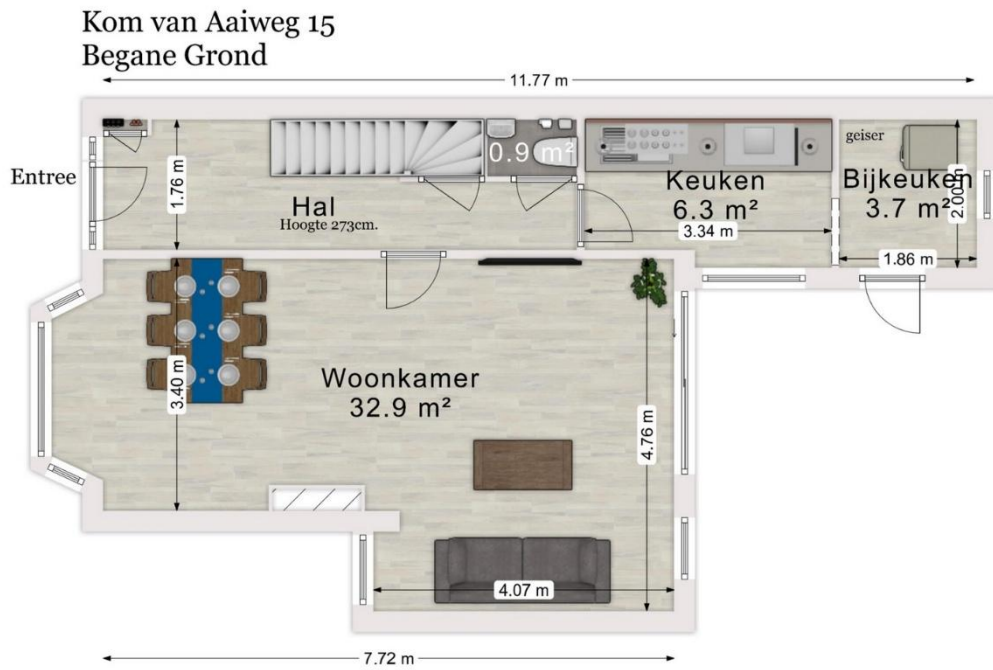 Kom van Aaiweg 15
Begane Grond
11.77 m
Entree
1.76 m
Hal
Hoogte 273cm.
0.9 m²
Keuken
6.3 m²
3.34 m
geiser
Bijkeuken
3.7 m²
2.00 m
1.86 m
3.40 m
Woonkamer
32.9 m²
4.76 m
4.07 m
7.72 m